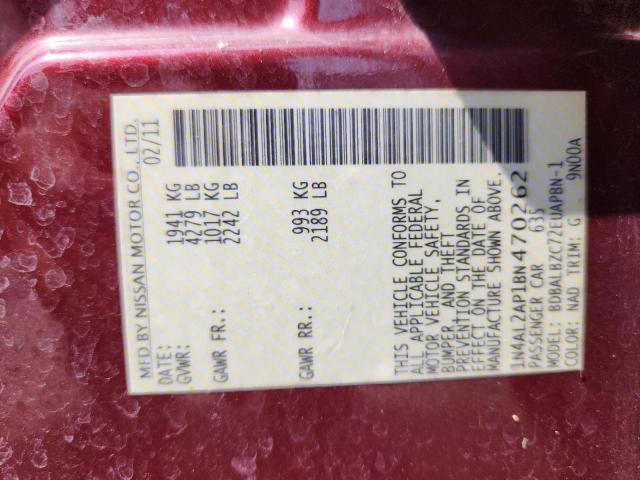 MFD BY NISSAN MOTOR CO., LTD.
DATE: 02/11
GVWR: 1941 KG
4279 LB
GAWR FR.: 1017 KG
2242 LB
GAWR RR.: 993 KG
2189 LB
THIS VEHICLE CONFORMS TO
ALL APPLICABLE FEDERAL
MOTOR VEHICLE SAFETY,
BUMPER, AND THEFT
PREVENTION STANDARDS IN
EFFECT ON THE DATE OF
MANUFACTURE SHOWN ABOVE.
1N4AL2AP1BN470262
PASSENGER CAR 635
MODEL: BDBALBZC72EUAPBN-1
COLOR: NAD TRIM: G 9N00A